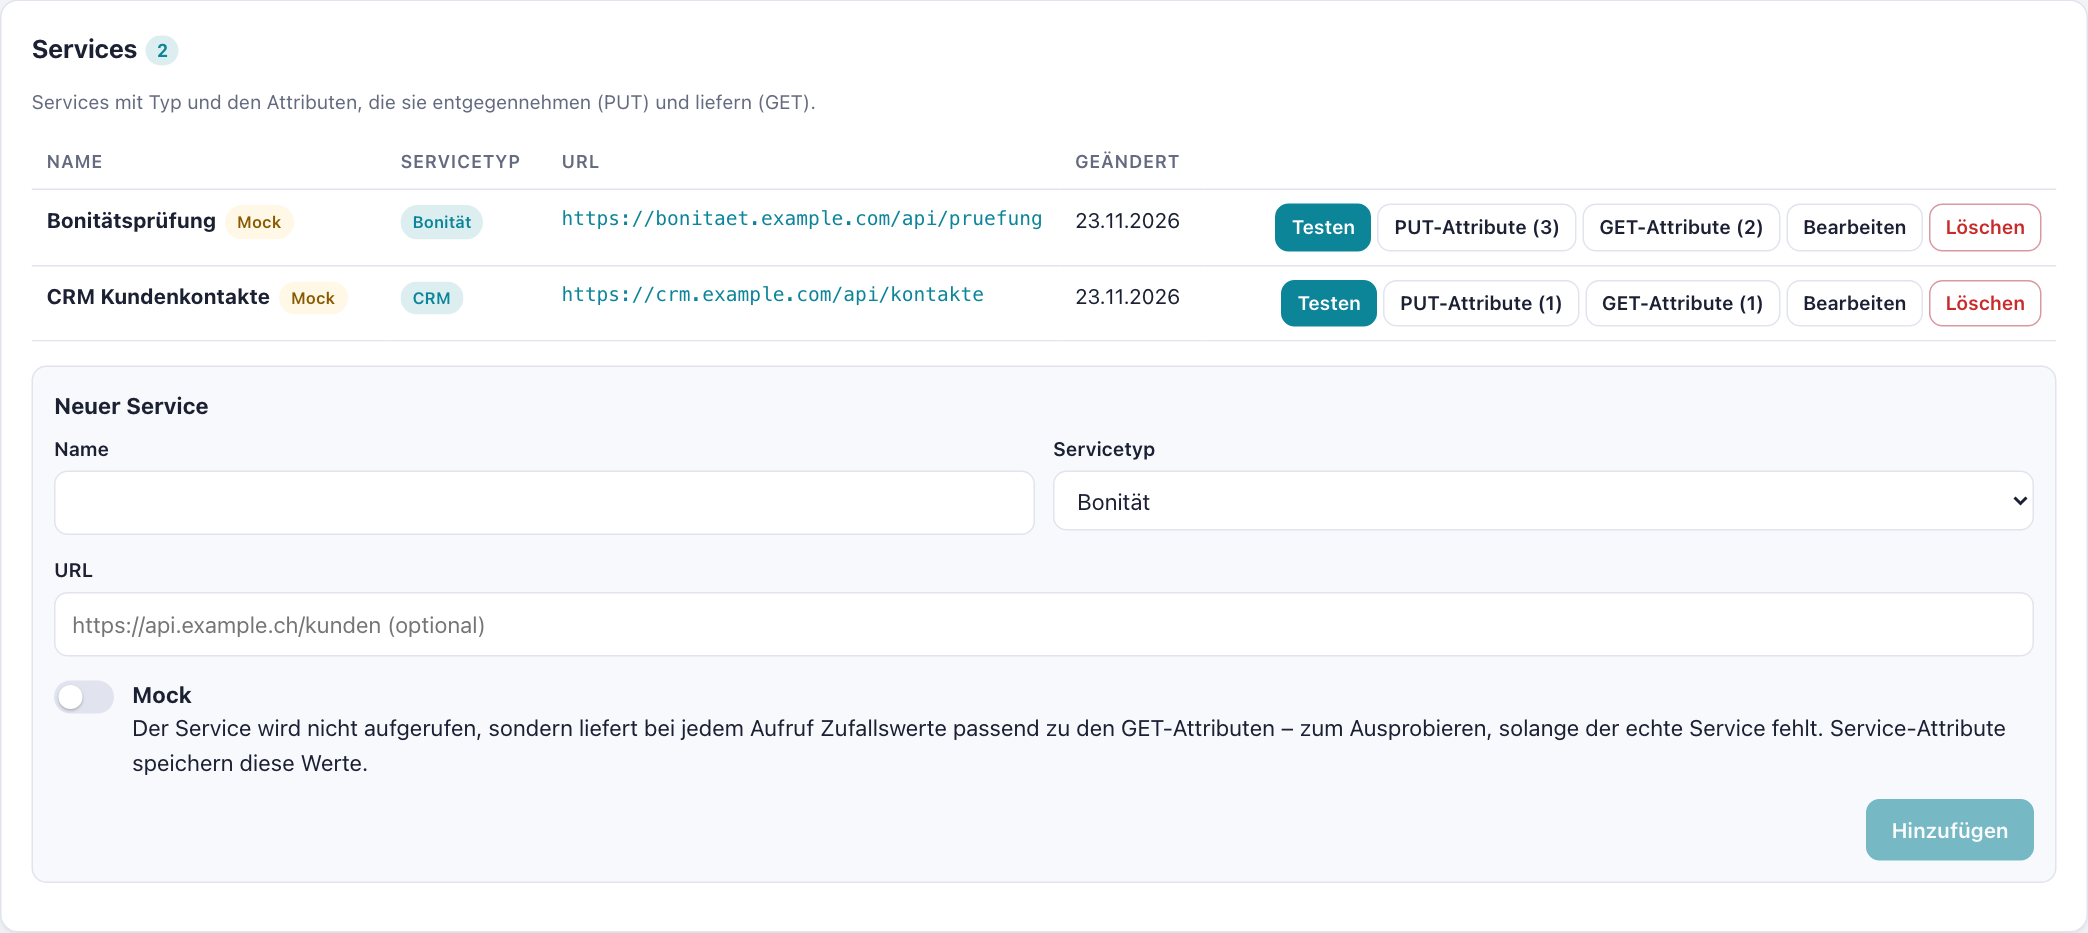 Services 2
Services mit Typ und den Attributen, die sie entgegennehmen (PUT) und liefern (GET).
NAME SERVICETYP URL GEÄNDERT
Bonitätsprüfung Mock Bonität https://bonitaet.example.com/api/pruefung 23.11.2026 Testen PUT-Attribute (3) GET-Attribute (2) Bearbeiten Löschen
CRM Kundenkontakte Mock CRM https://crm.example.com/api/kontakte 23.11.2026 Testen PUT-Attribute (1) GET-Attribute (1) Bearbeiten Löschen
Neuer Service
Name Servicetyp
Bonität
URL
https://api.example.ch/kunden (optional)
Mock
Der Service wird nicht aufgerufen, sondern liefert bei jedem Aufruf Zufallswerte passend zu den GET-Attributen – zum Ausprobieren, solange der echte Service fehlt. Service-Attribute
speichern diese Werte.
Hinzufügen